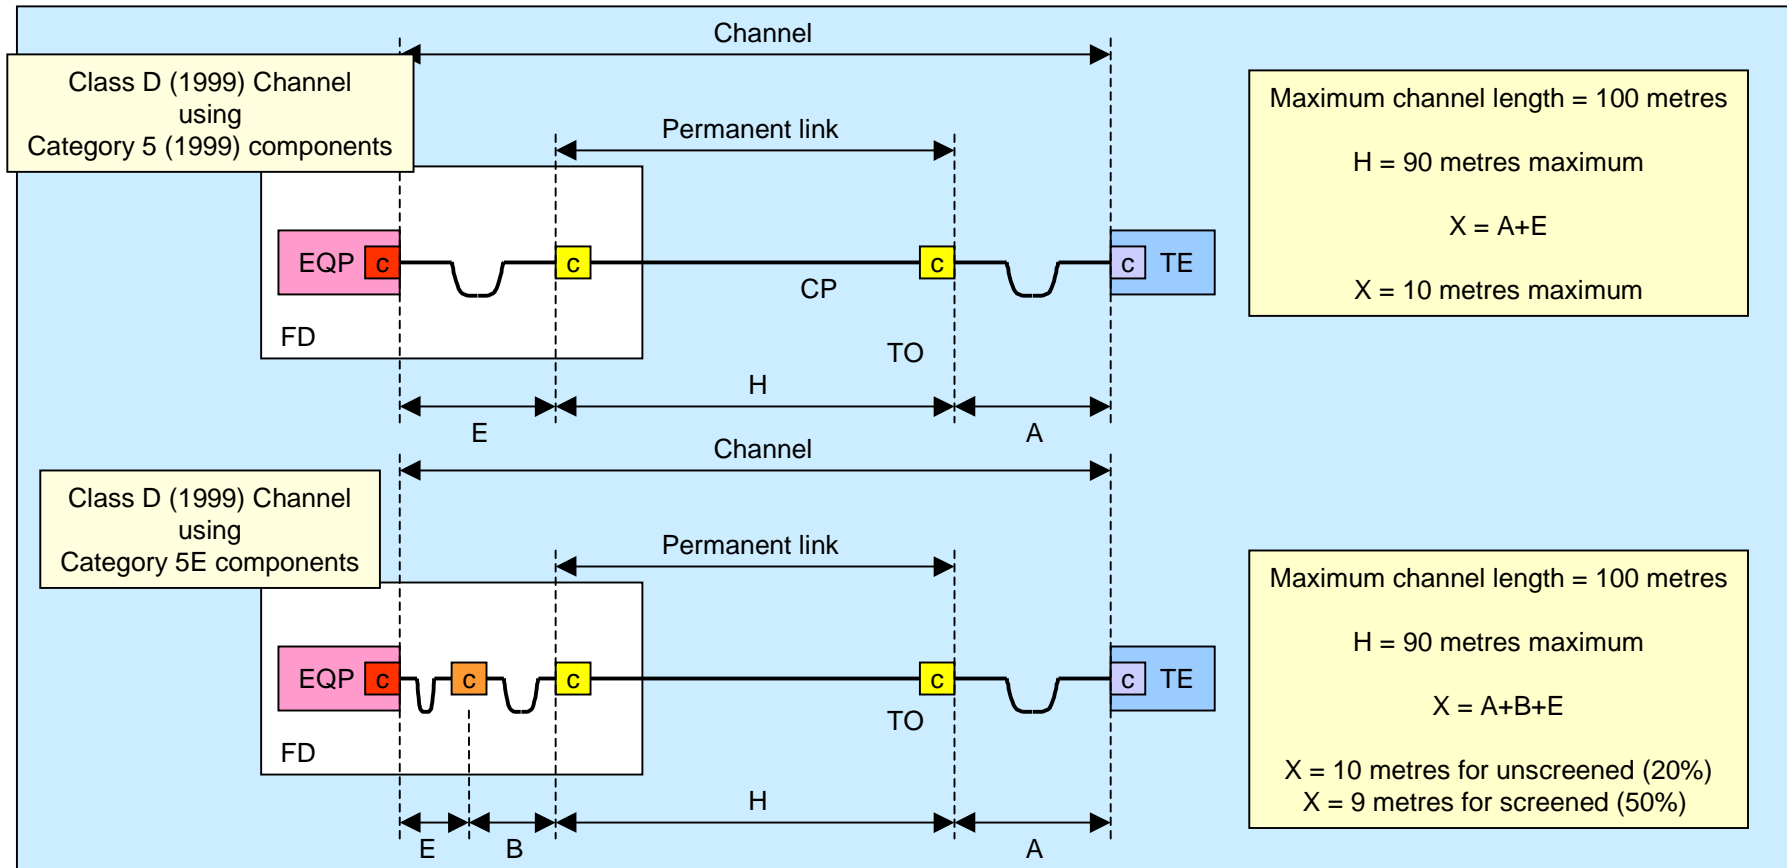 Channel
Class D (1999) Channel
using
Category 5 (1999) components
Permanent link
EQP c c c c TE
CP
FD
TO
H
E
A
Maximum channel length = 100 metres
H = 90 metres maximum
X = A+E
X = 10 metres maximum
Channel
Class D (1999) Channel
using
Category 5E components
Permanent link
EQP c c c c c TE
TO
FD
H
E
B
A
Maximum channel length = 100 metres
H = 90 metres maximum
X = A+B+E
X = 10 metres for unscreened (20%)
X = 9 metres for screened (50%)